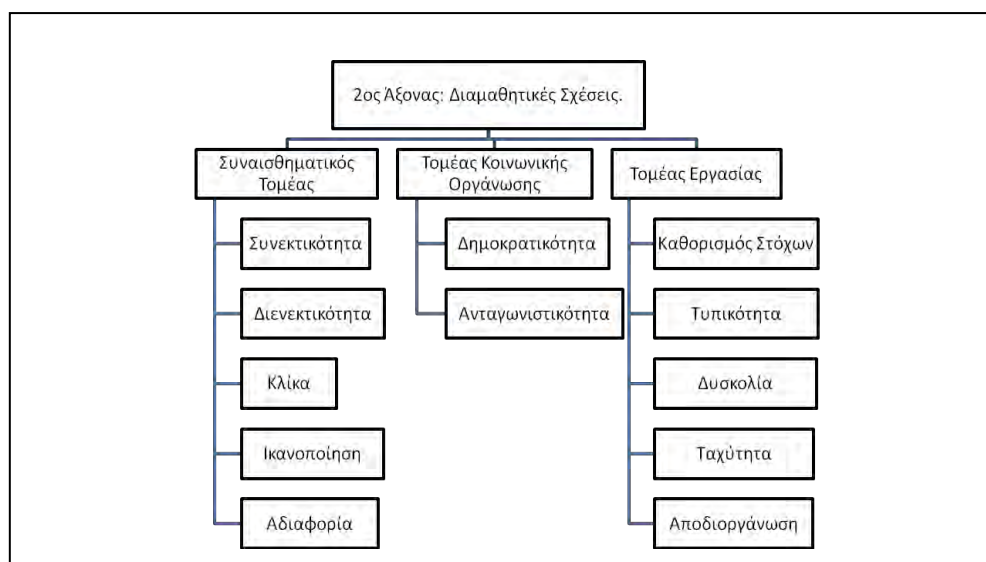 2ος Άξονας: Διαμαθητικές Σχέσεις.
Συναισθηματικός
Τομέας
Συνεκτικότητα
Διενεκτικότητα
Κλίκα
Ικανοποίηση
Αδιαφορία
Τομέας Κοινωνικής
Οργάνωσης
Δημοκρατικότητα
Ανταγωνιστικότητα
Τομέας Εργασίας
Καθορισμός Στόχων
Τυπικότητα
Δυσκολία
Ταχύτητα
Αποδιοργάνωση